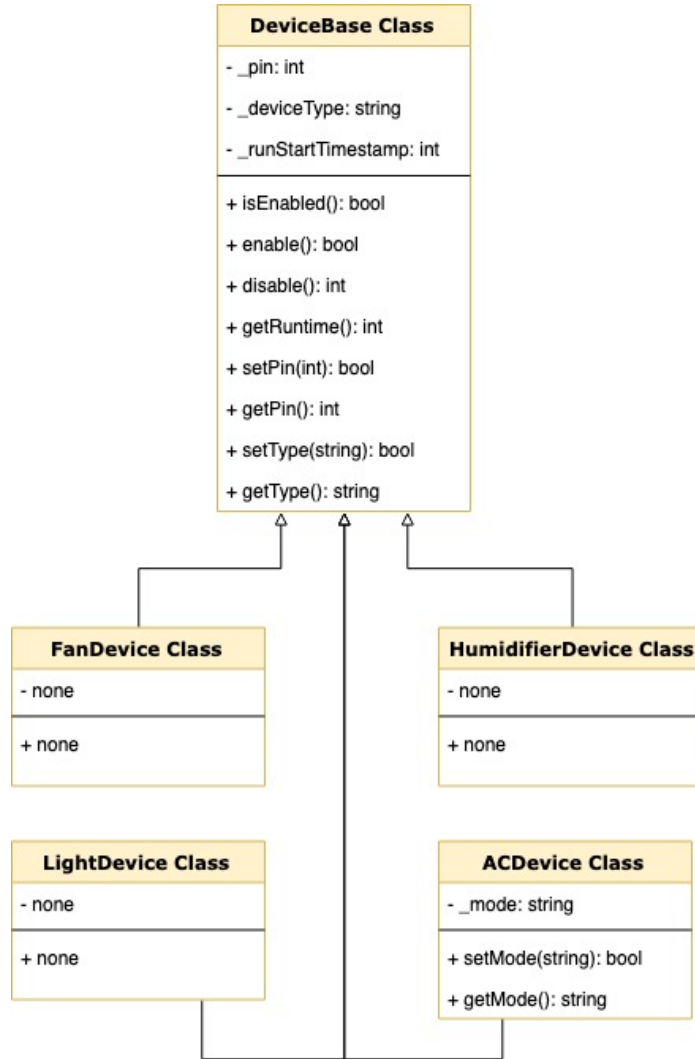 DeviceBase Class
- _pin: int
- _deviceType: string
- _runStartTimestamp: int
+ isEnabled(): bool
+ enable(): bool
+ disable(): int
+ getRuntime(): int
+ setPin(int): bool
+ getPin(): int
+ setType(string): bool
+ getType(): string
FanDevice Class
- none
+ none
HumidifierDevice Class
- none
+ none
LightDevice Class
- none
+ none
ACDevice Class
- _mode: string
+ setMode(string): bool
+ getMode(): string